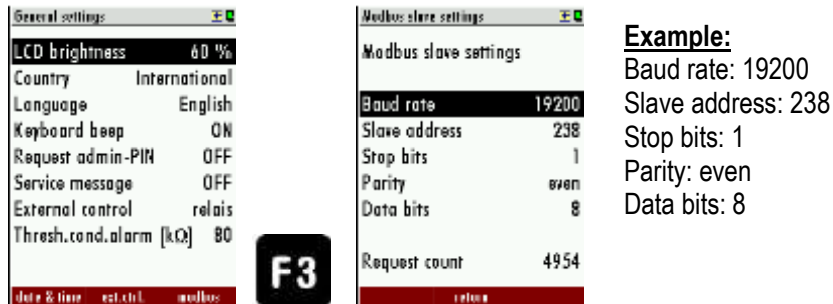 General settings
LCD brightness 60 %
Country International
Language English
Keyboard beep ON
Request admin-PIN OFF
Service message OFF
External control relais
Thresh.cond.alarm [kΩ] 80
date & time ext.ctrl. modbus
F3
Modbus slave settings
Modbus slave settings
Baud rate 19200
Slave address 238
Stop bits 1
Parity even
Data bits 8
Request count 4954
return
Example:
Baud rate: 19200
Slave address: 238
Stop bits: 1
Parity: even
Data bits: 8